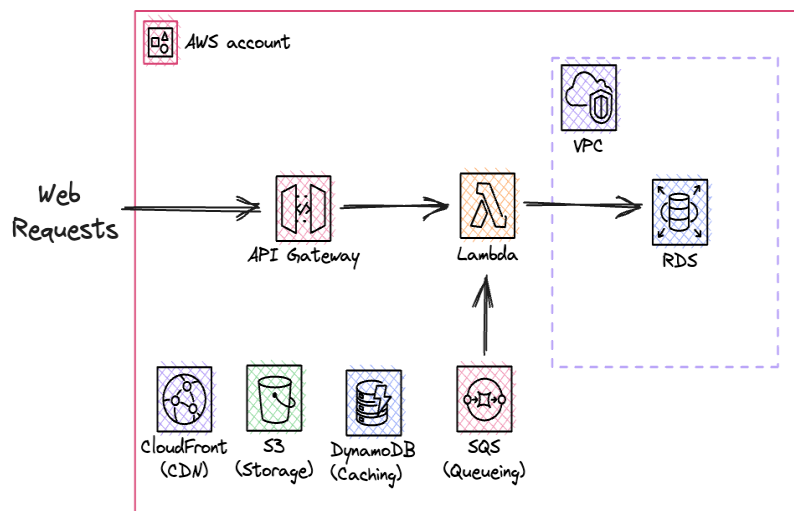 AWS account
VPC
Web
Requests
API Gateway
Lambda
RDS
CloudFront
(CDN)
S3
(Storage)
DynamoDB
(Caching)
SQS
(Queueing)